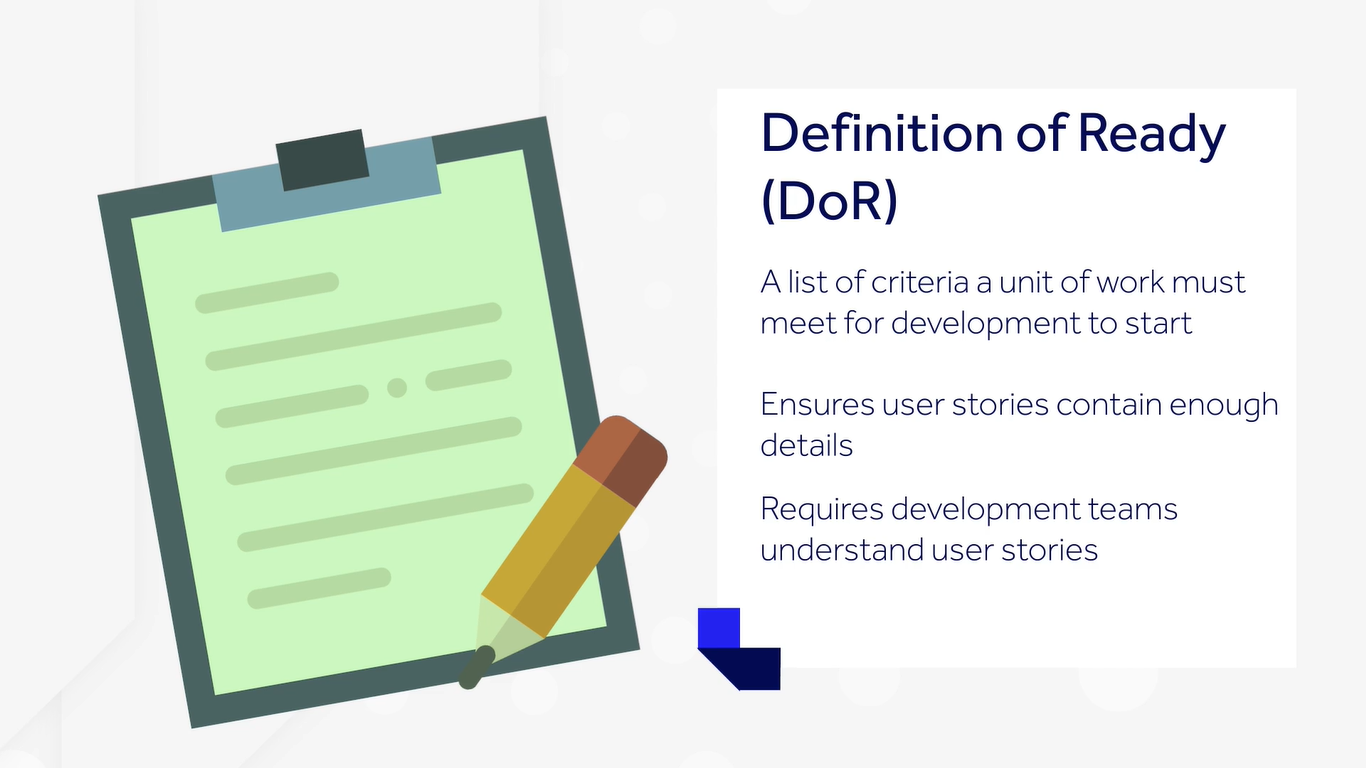 Definition of Ready
(DoR)
A list of criteria a unit of work must
meet for development to start
Ensures user stories contain enough
details
Requires development teams
understand user stories